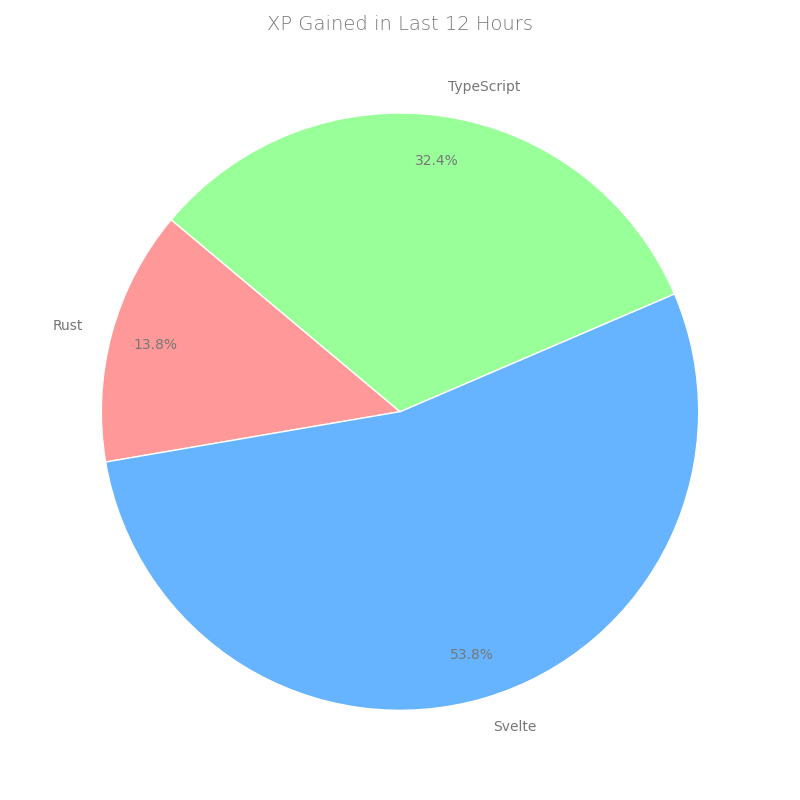 XP Gained in Last 12 Hours
TypeScript
32.4%
Rust
13.8%
53.8%
Svelte